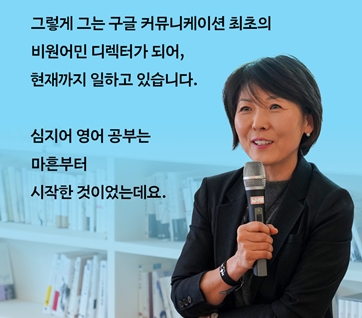 그렇게 그는 구글 커뮤니케이션 최초의
비원어민 디렉터가 되어,
현재까지 일하고 있습니다.
심지어 영어 공부는
마흔부터
시작한 것이었는데요.